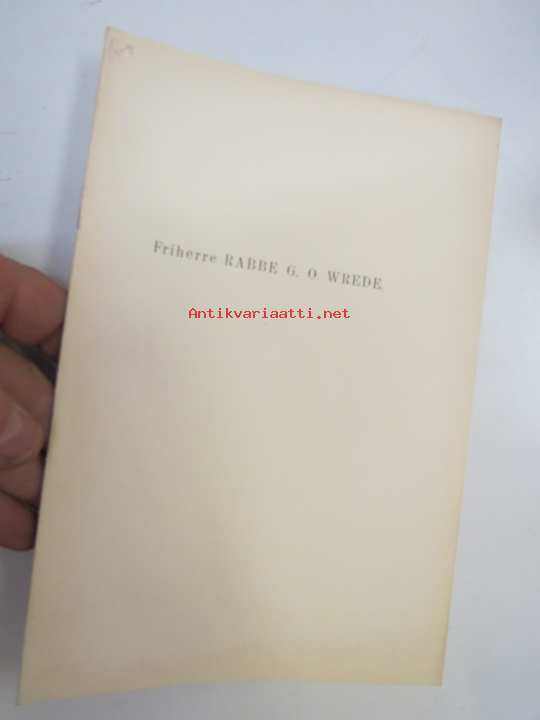 Friherre RABBE G. O. WREDE.
Antikvariaatti.net